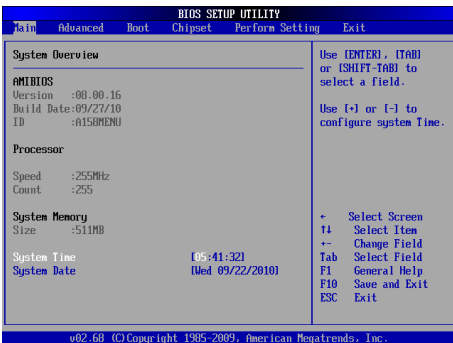 BIOS SETUP UTILITY
Main Advanced Boot Chipset Perform Setting Exit
System Overview
AMIBIOS
Version :08.00.16
Build Date:09/27/10
ID :A158MENU
Processor
Speed :255MHz
Count :255
System Memory
Size :511MB
System Time [05:41:32]
System Date [Wed 09/22/2010]
Use [ENTER], [TAB]
or [SHIFT-TAB] to
select a field.
Use [+] or [-] to
configure system Time.
← Select Screen
↑↓ Select Item
+- Change Field
Tab Select Field
F1 General Help
F10 Save and Exit
ESC Exit
v02.68 (C)Copyright 1985-2009, American Megatrends, Inc.